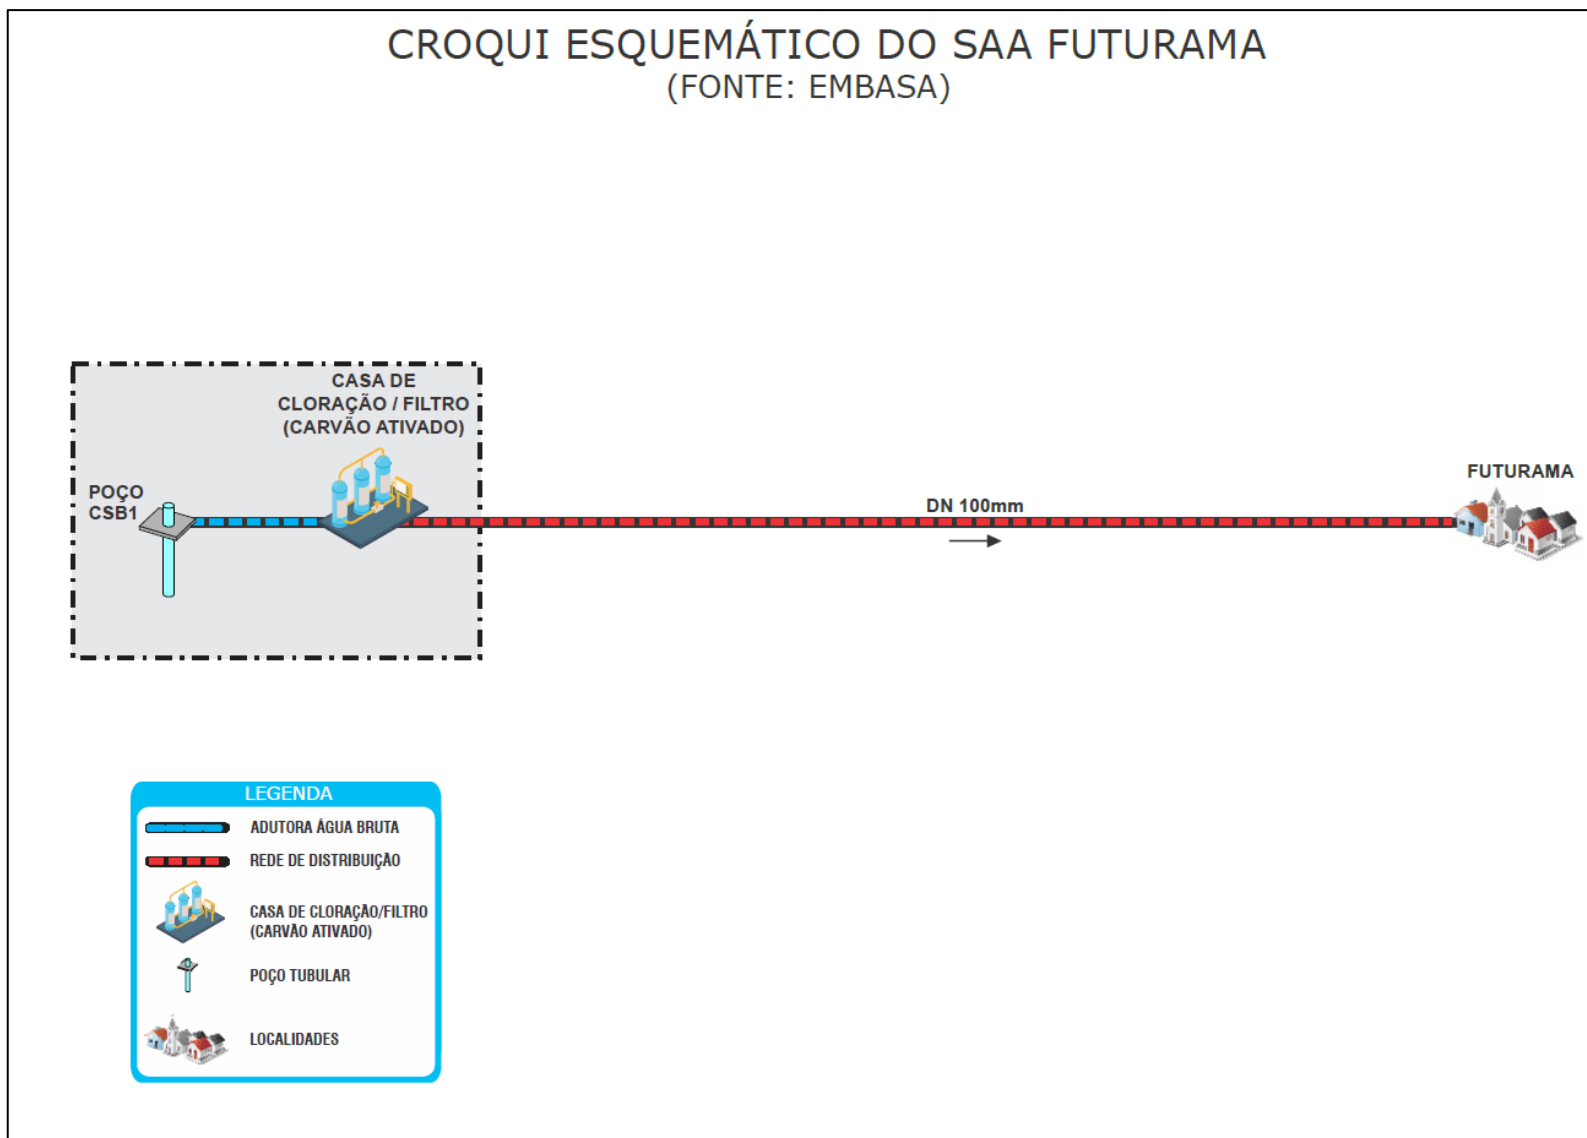 CROQUI ESQUEMÁTICO DO SAA FUTURAMA
(FONTE: EMBASA)
CASA DE
CLORAÇÃO / FILTRO
(CARVÃO ATIVADO)
POÇO
CSB1
DN 100mm
FUTURAMA
LEGENDA
ADUTORA ÁGUA BRUTA
REDE DE DISTRIBUIÇÃO
CASA DE CLORAÇÃO/FILTRO
(CARVÃO ATIVADO)
POÇO TUBULAR
LOCALIDADES